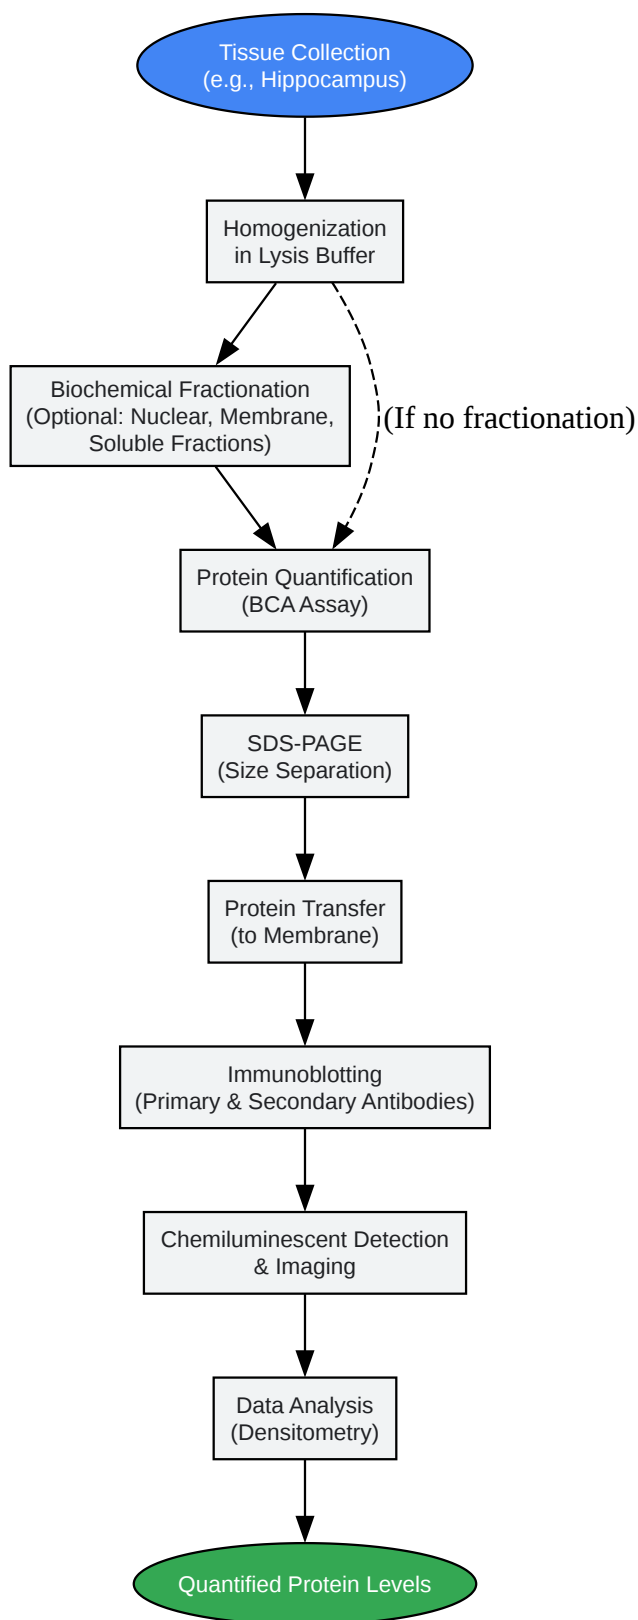 Tissue Collection
(e.g., Hippocampus)
Homogenization
in Lysis Buffer
Biochemical Fractionation
(Optional: Nuclear, Membrane,
Soluble Fractions)
(If no fractionation)
Protein Quantification
(BCA Assay)
SDS-PAGE
(Size Separation)
Protein Transfer
(to Membrane)
Immunoblotting
(Primary & Secondary Antibodies)
Chemiluminescent Detection
& Imaging
Data Analysis
(Densitometry)
Quantified Protein Levels